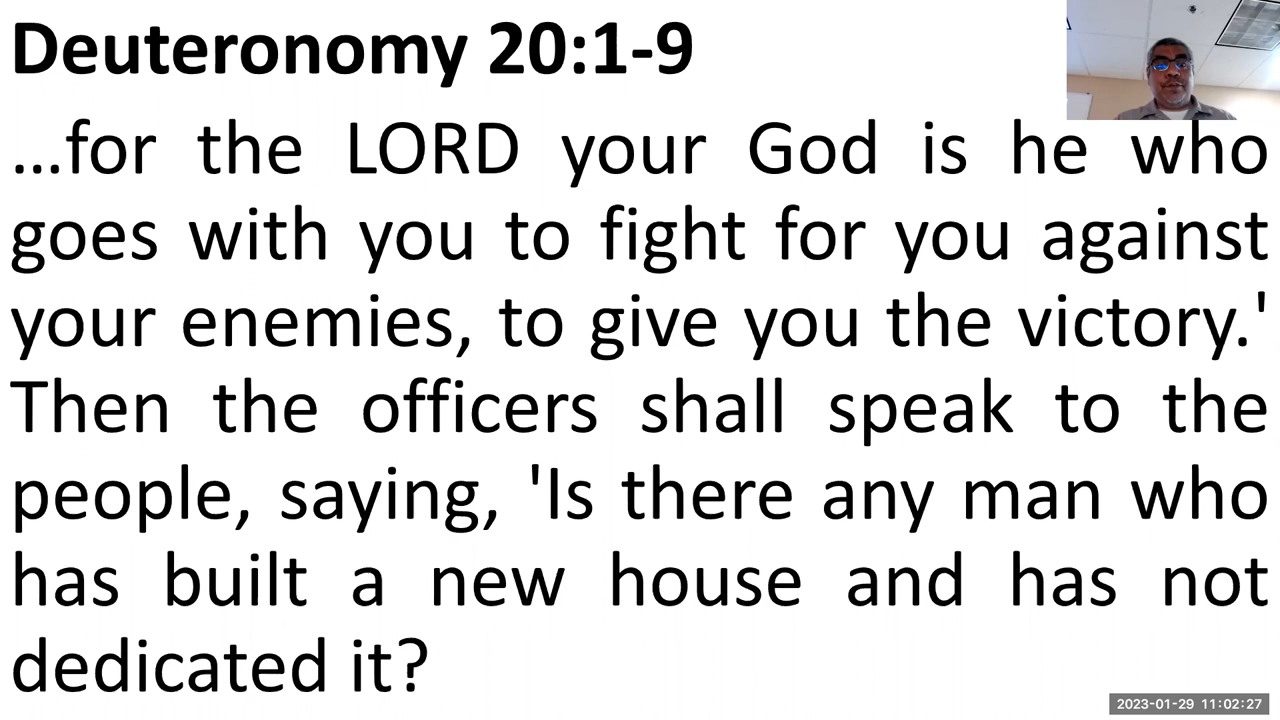 Deuteronomy 20:1-9
...for the LORD your God is he who
goes with you to fight for you against
your enemies, to give you the victory.'
Then the officers shall speak to the
people, saying, 'Is there any man who
has built a new house and has not
dedicated it?
2023-01-29 11:02:27